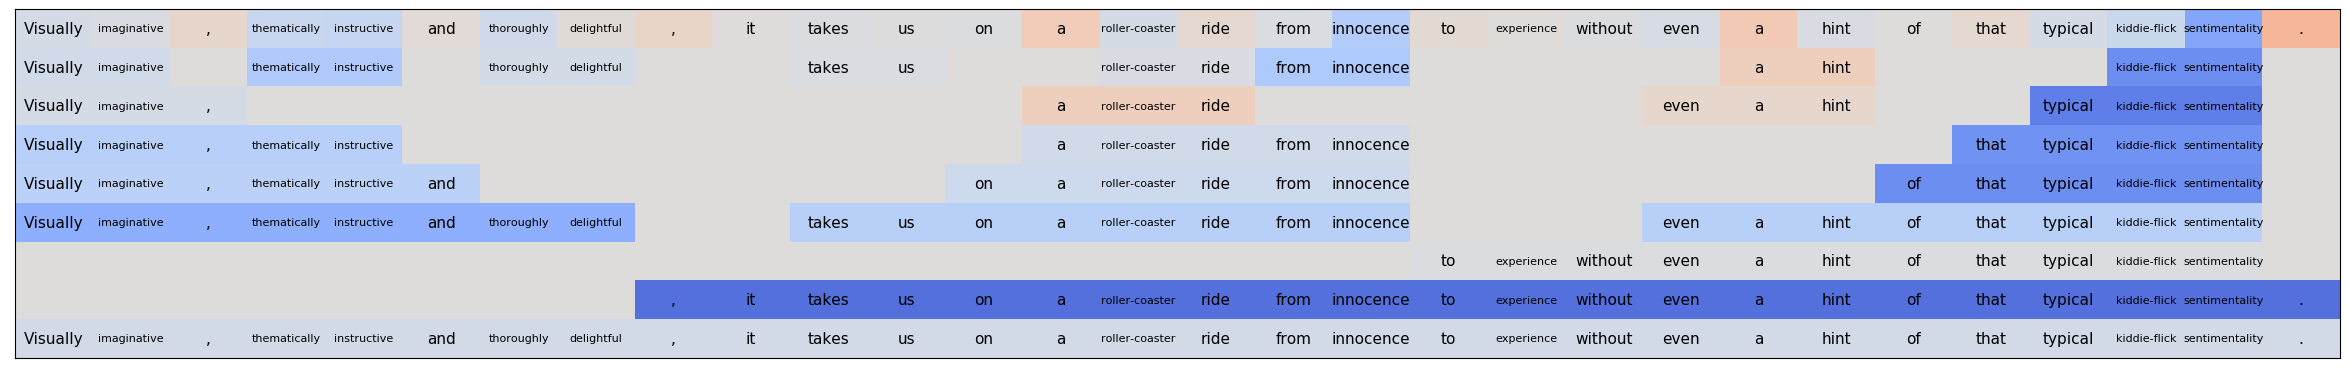 Visually imaginative , thematically instructive and thoroughly delightful , it takes us on a roller-coaster ride from innocence to experience without even a hint of that typical kiddie-flick sentimentality .
Visually imaginative thematically instructive thoroughly delightful takes us roller-coaster ride from innocence a hint kiddie-flick sentimentality
Visually imaginative , a roller-coaster ride even a hint typical kiddie-flick sentimentality
Visually imaginative , thematically instructive a roller-coaster ride from innocence that typical kiddie-flick sentimentality
Visually imaginative , thematically instructive and on a roller-coaster ride from innocence of that typical kiddie-flick sentimentality
Visually imaginative , thematically instructive and thoroughly delightful takes us on a roller-coaster ride from innocence even a hint of that typical kiddie-flick sentimentality
to experience without even a hint of that typical kiddie-flick sentimentality
, it takes us on a roller-coaster ride from innocence to experience without even a hint of that typical kiddie-flick sentimentality .
Visually imaginative , thematically instructive and thoroughly delightful , it takes us on a roller-coaster ride from innocence to experience without even a hint of that typical kiddie-flick sentimentality .